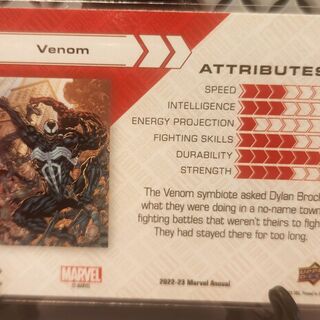 Venom
ATTRIBUTES
SPEED
INTELLIGENCE
ENERGY PROJECTION
FIGHTING SKILLS
DURABILITY
STRENGTH
The Venom symbiote asked Dylan Brock
what they were doing in a no-name town
fighting battles that weren't theirs to fight
They had stayed there for too long.
MARVEL
2022-23 Marvel Annual
UPPER DECK